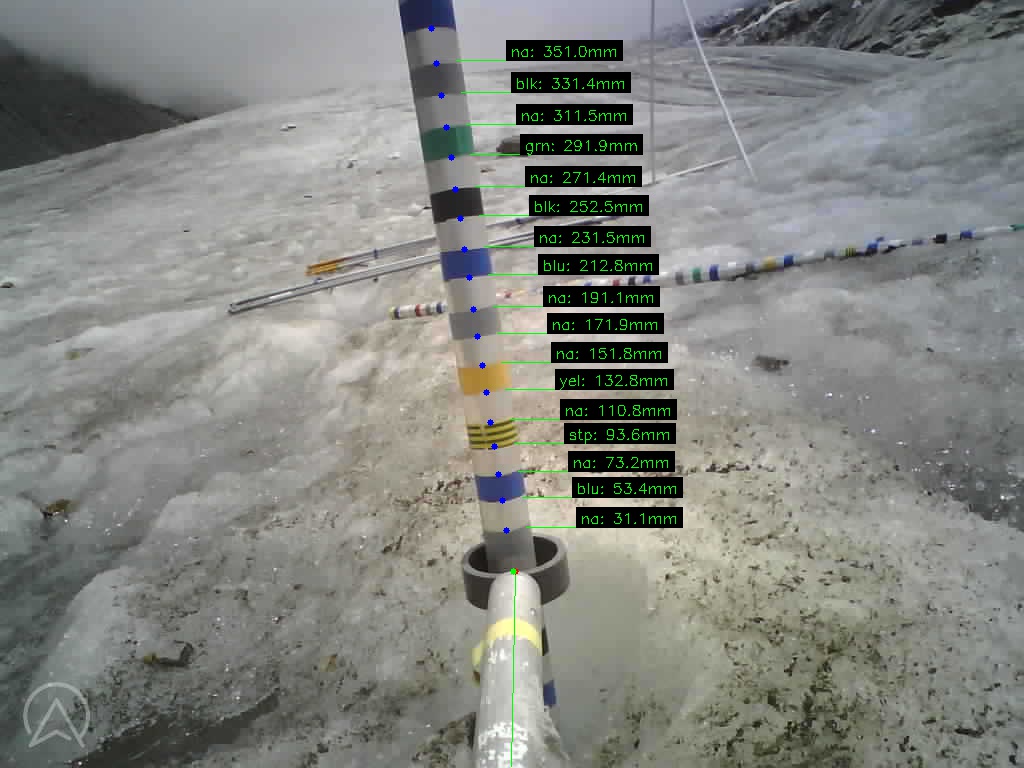 na: 351.0mm
blk: 331.4mm
na: 311.5mm
grn: 291.9mm
na: 271.4mm
blk: 252.5mm
na: 231.5mm
blu: 212.8mm
na: 191.1mm
na: 171.9mm
na: 151.8mm
yel: 132.8mm
na: 110.8mm
stp: 93.6mm
na: 73.2mm
blu: 53.4mm
na: 31.1mm